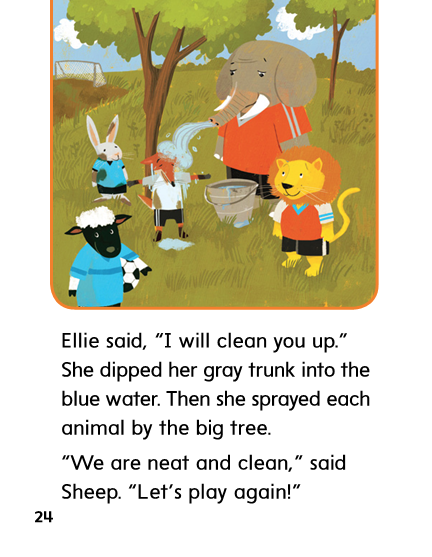 Ellie said, “I will clean you up.”
She dipped her gray trunk into the
blue water. Then she sprayed each
animal by the big tree.
“We are neat and clean,” said
Sheep. “Let’s play again!”
24